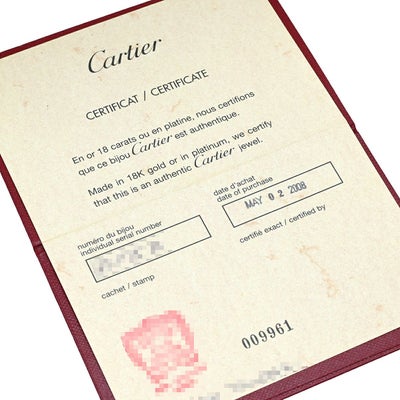 Cartier
CERTIFICAT / CERTIFICATE
En or 18 carats ou en platine, nous certifions
que ce bijou Cartier est authentique.
Made in 18K gold or in platinum, we certify
that this is an authentic Cartier jewel.
numéro du bijou
individual serial number
date d'achat
date of purchase
MAY 02 2008
cachet / stamp
certifié exact / certified by
009961